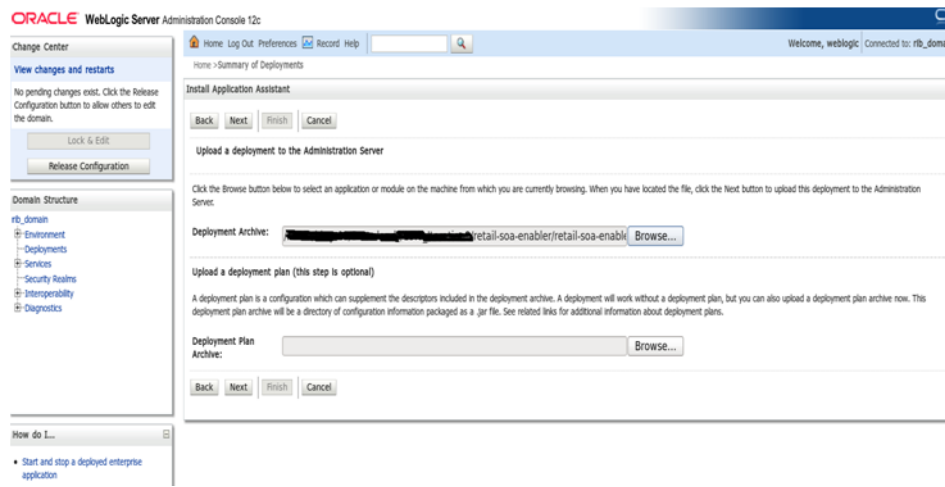 ORACLE WebLogic Server Administration Console 12c
Change Center
View changes and restarts
No pending changes exist. Click the Release
Configuration button to allow others to edit
the domain.
Lock & Edit
Release Configuration
Domain Structure
rib_domain
Environment
Deployments
Services
Security Realms
Interoperability
Diagnostics
How do I...
Start and stop a deployed enterprise
application
Home Log Out Preferences Record Help
Welcome, weblogic Connected to: rib_doma
Home >Summary of Deployments
Install Application Assistant
Back Next Finish Cancel
Upload a deployment to the Administration Server
Click the Browse button below to select an application or module on the machine from which you are currently browsing. When you have located the file, click the Next button to upload this deployment to the Administration
Server.
Deployment Archive: /retail-soa-enabler/retail-soa-enable Browse...
Upload a deployment plan (this step is optional)
A deployment plan is a configuration which can supplement the descriptors included in the deployment archive. A deployment will work without a deployment plan, but you can also upload a deployment plan archive now. This
deployment plan archive will be a directory of configuration information packaged as a .jar file. See related links for additional information about deployment plans.
Deployment Plan
Archive:
Browse...
Back Next Finish Cancel